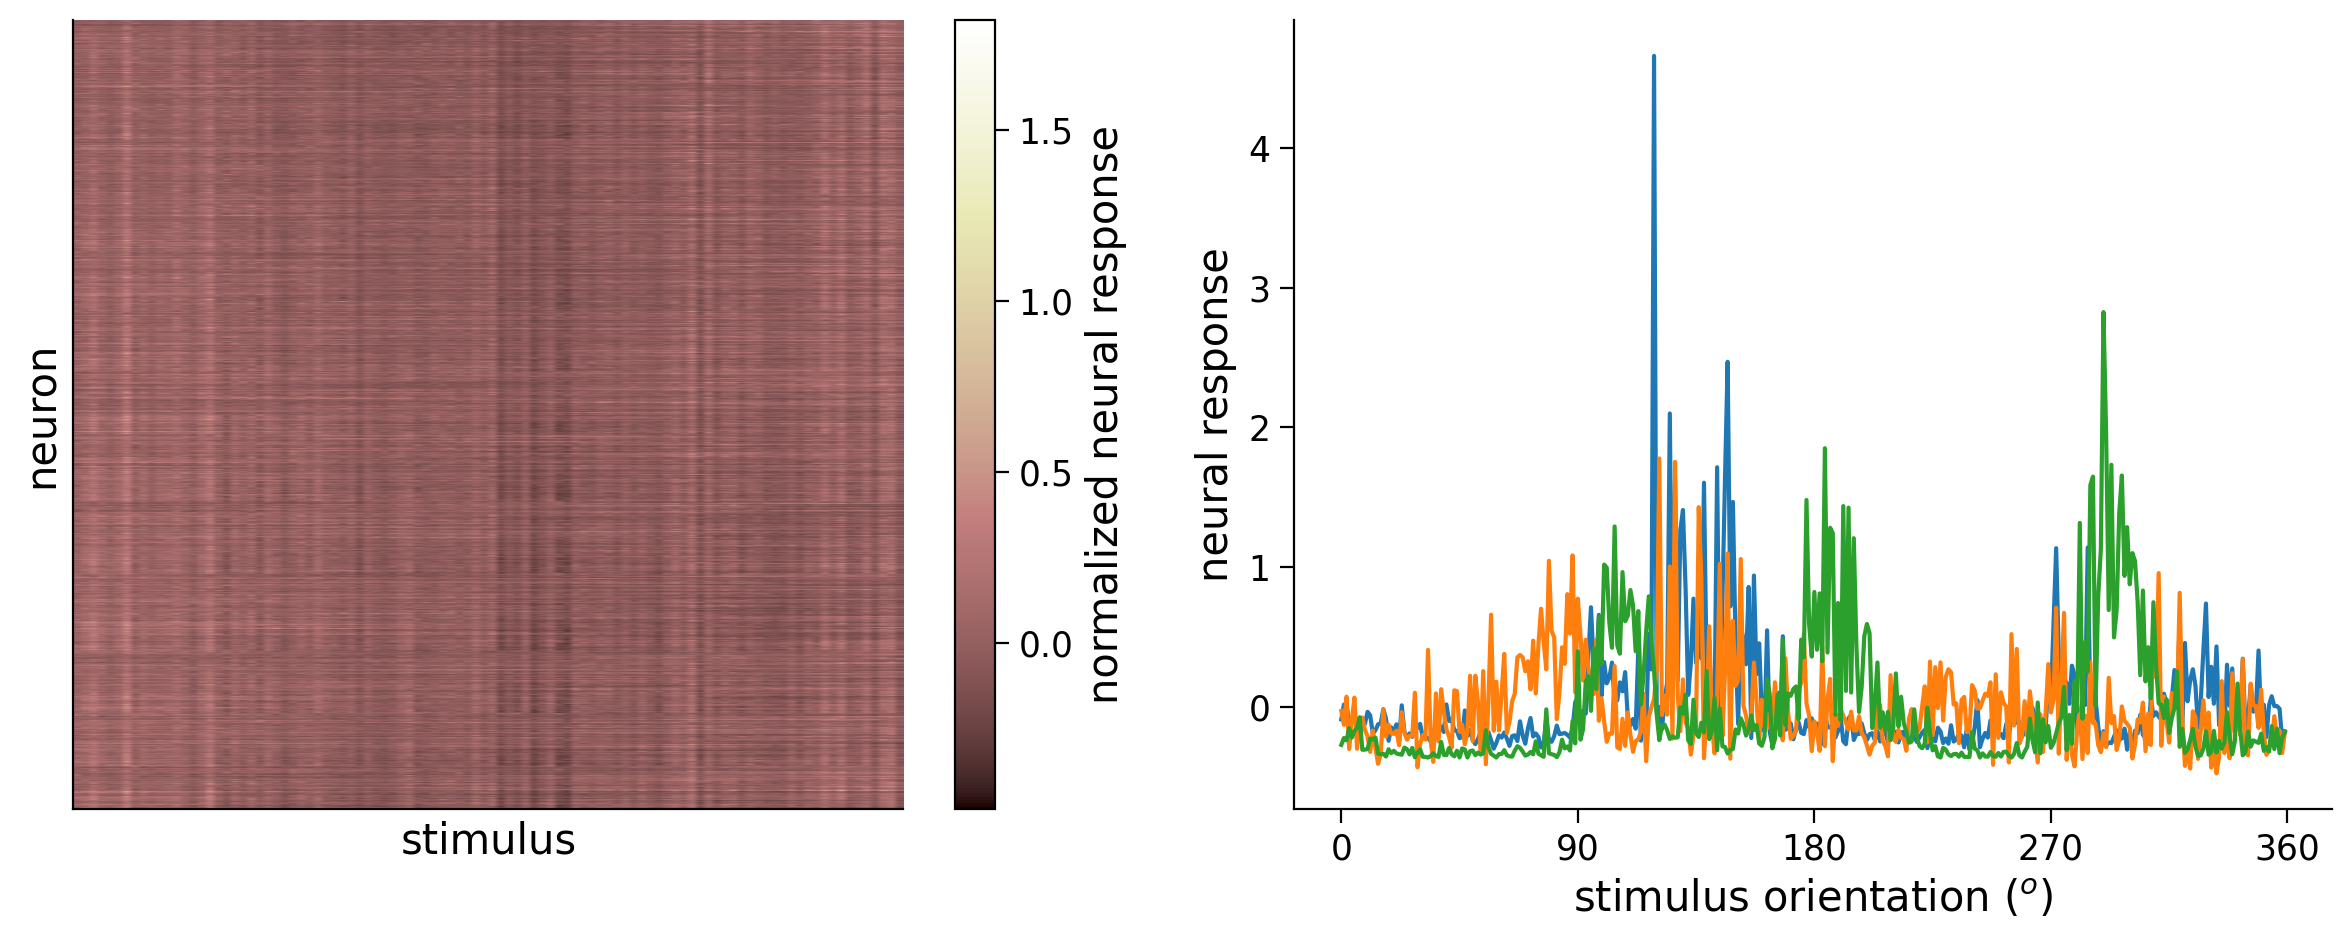 neuron
stimulus
1.5
1.0
0.5
0.0
normalized neural response
neural response
4
3
2
1
0
0 90 180 270 360
stimulus orientation (º)